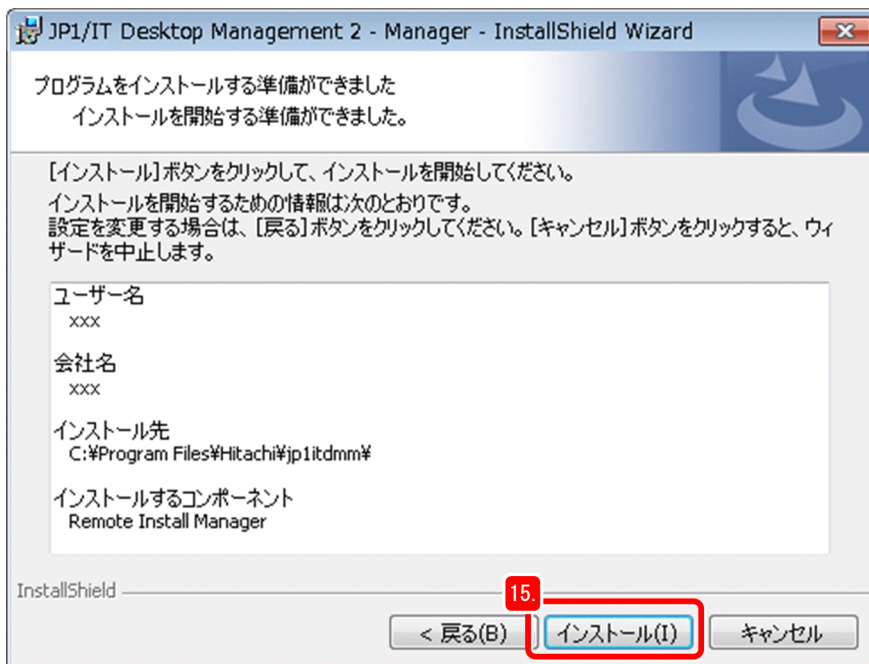 JP1/IT Desktop Management 2 - Manager - InstallShield Wizard
プログラムをインストールする準備ができました
インストールを開始する準備ができました。
[インストール]ボタンをクリックして、インストールを開始してください。
インストールを開始するための情報は次のとおりです。
設定を変更する場合は、[戻る]ボタンをクリックしてください。[キャンセル]ボタンをクリックすると、ウィ
ザードを中止します。
ユーザー名
xxx
会社名
xxx
インストール先
C:¥Program Files¥Hitachi¥jp1itdmm¥
インストールするコンポーネント
Remote Install Manager
InstallShield
15.
< 戻る(B)
インストール(I)
キャンセル